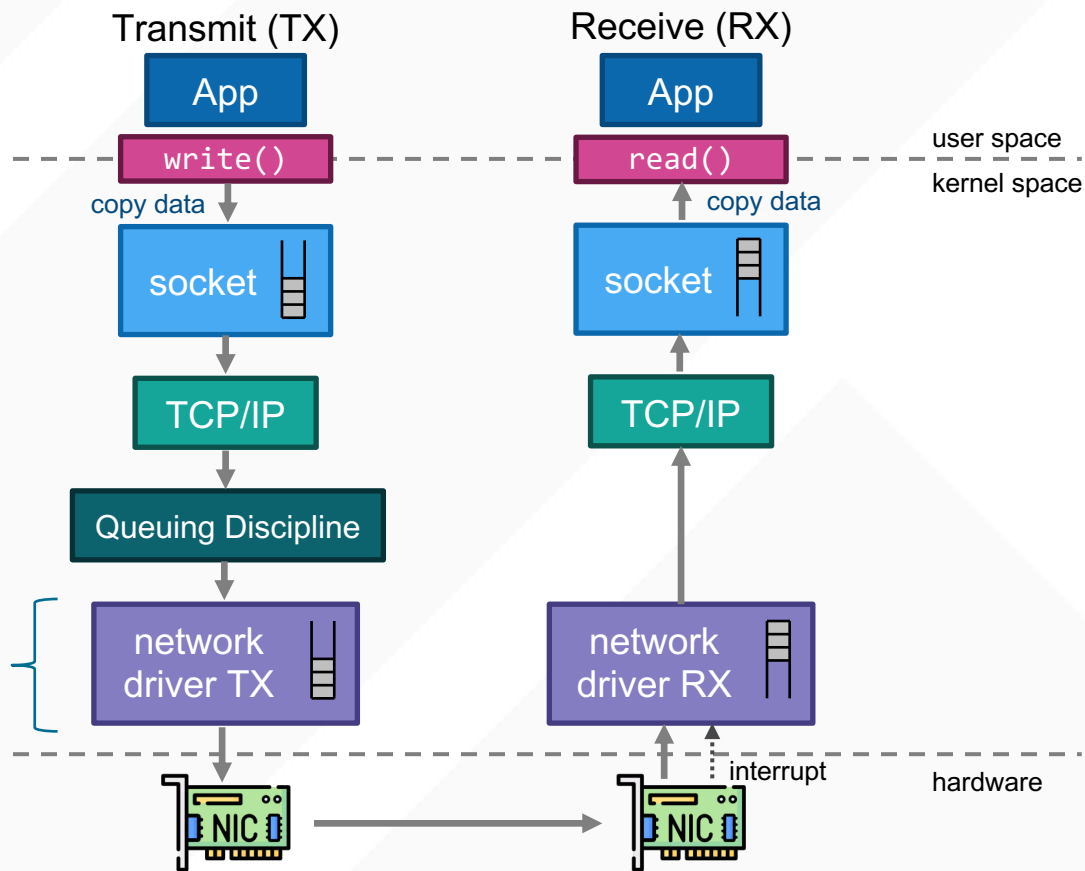 Transmit (TX)
Receive (RX)
App
App
write()
read()
user space
kernel space
copy data
copy data
socket
socket
TCP/IP
TCP/IP
Queuing Discipline
network
driver TX
network
driver RX
interrupt
hardware
NIC
NIC